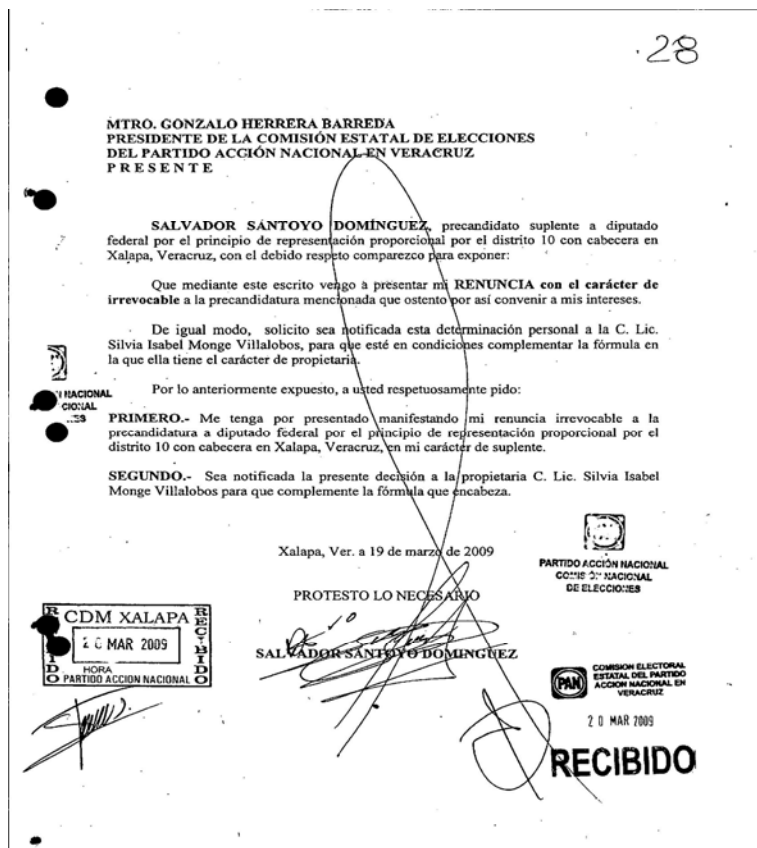 28
MTRO. GONZALO HERRERA BARREDA
PRESIDENTE DE LA COMISIÓN ESTATAL DE ELECCIONES
DEL PARTIDO ACCIÓN NACIONAL EN VERACRUZ
P R E S E N T E
SALVADOR SÁNTOYO DOMÍNGUEZ, precandidato suplente a diputado
federal por el principio de representación proporcional por el distrito 10 con cabecera en
Xalapa, Veracruz, con el debido respeto comparezco para exponer:
Que mediante este escrito vengo a presentar mi RENUNCIA con el carácter de
irrevocable a la precandidatura mencionada que ostento por así convenir a mis intereses.
De igual modo, solicito sea notificada esta determinación personal a la C. Lic.
Silvia Isabel Monge Villalobos, para que esté en condiciones complementar la fórmula en
la que ella tiene el carácter de propietaria.
Por lo anteriormente expuesto, a usted respetuosamente pido:
NACIONAL
CIONAL
ES
PRIMERO.- Me tenga por presentado manifestando mi renuncia irrevocable a la
precandidatura a diputado federal por el principio de representación proporcional por el
distrito 10 con cabecera en Xalapa, Veracruz, en mi carácter de suplente.
SEGUNDO.- Sea notificada la presente decisión a la propietaria C. Lic. Silvia Isabel
Monge Villalobos para que complemente la fórmula que encabeza.
Xalapa, Ver. a 19 de marzo de 2009
PARTIDO ACCIÓN NACIONAL
COMISIÓN NACIONAL
DE ELECCIONES
PROTESTO LO NECESARIO
SALVADOR SANTOYO DOMINGUEZ
RECIBIDO
CDM XALAPA
20 MAR 2009
HORA
PARTIDO ACCION NACIONAL
RECIBIDO
PAN
COMISION ELECTORAL
ESTATAL DEL PARTIDO
ACCION NACIONAL EN
VERACRUZ
20 MAR 2009
RECIBIDO